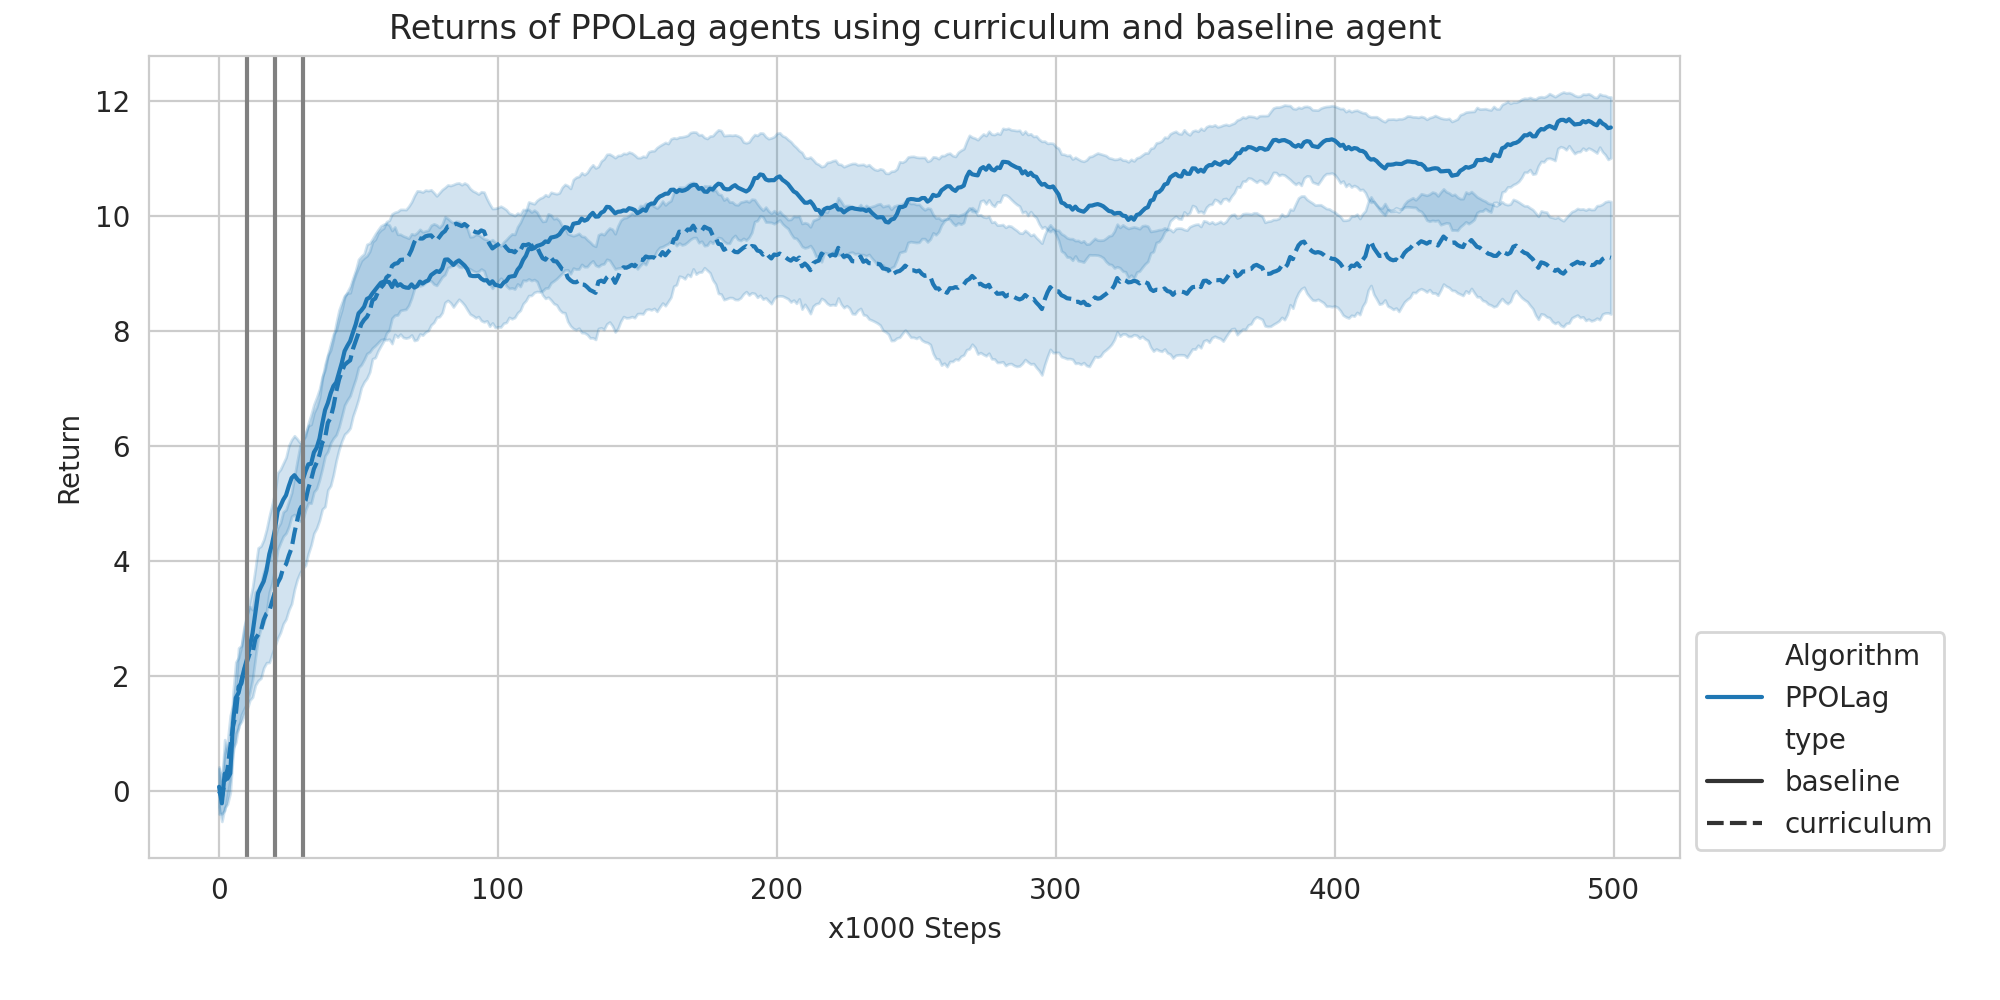 Returns of PPOLag agents using curriculum and baseline agent
12
10
8
6
4
2
0
Return
0 100 200 300 400 500
x1000 Steps
Algorithm
PPOLag
type
baseline
curriculum